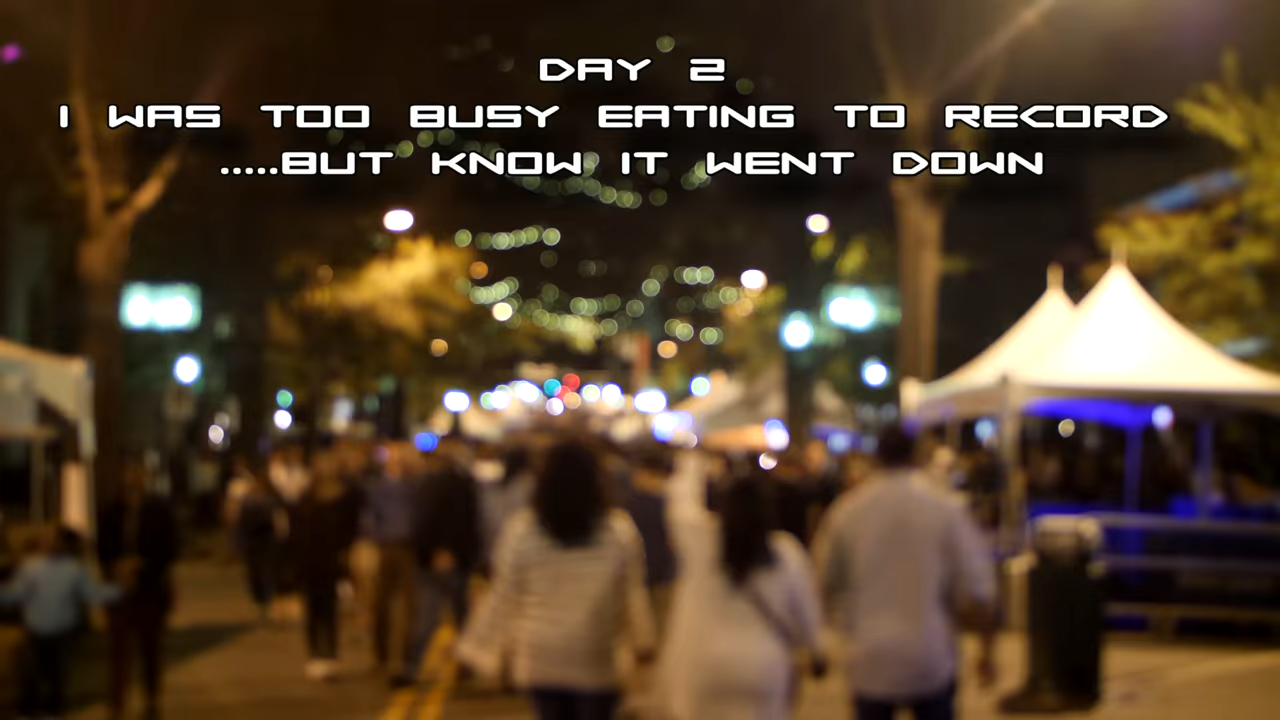 DAY 2
I WAS TOO BUSY EATING TO RECORD
.....BUT KNOW IT WENT DOWN